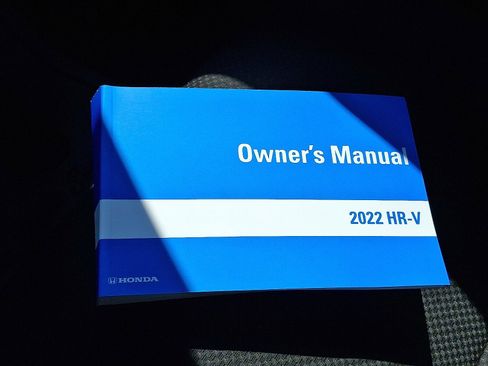 Owner's Manual
2022 HR-V
HONDA